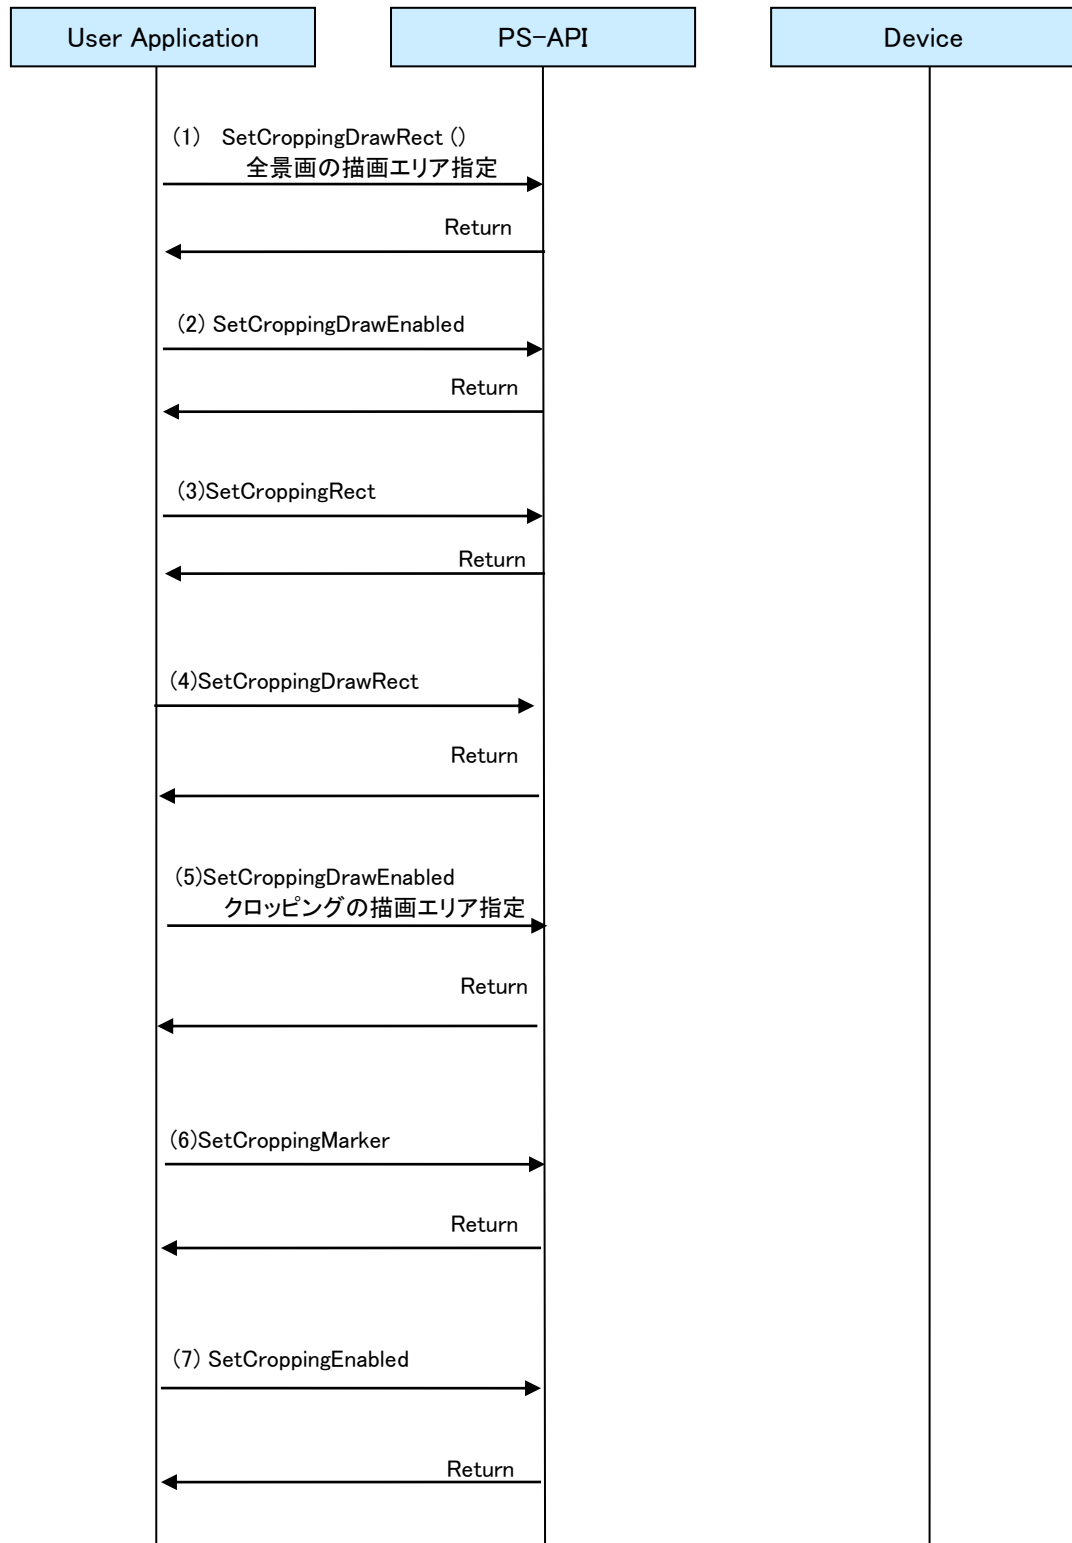 User Application
PS-API
Device
(1) SetCroppingDrawRect ()
全景画の描画エリア指定
Return
(2) SetCroppingDrawEnabled
Return
(3)SetCroppingRect
Return
(4)SetCroppingDrawRect
Return
(5)SetCroppingDrawEnabled
クロッピングの描画エリア指定
Return
(6)SetCroppingMarker
Return
(7) SetCroppingEnabled
Return